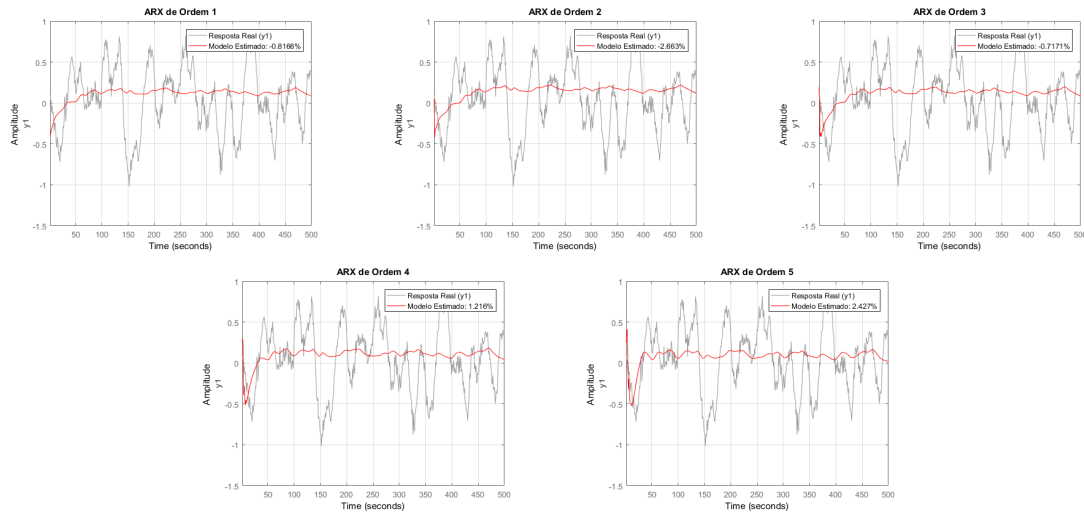 ARX de Ordem 1
Resposta Real (y1)
Modelo Estimado: -0.8166%
1
0.5
0
-0.5
-1
-1.5
Amplitude
y1
50 100 150 200 250 300 350 400 450 500
Time (seconds)
ARX de Ordem 2
Resposta Real (y1)
Modelo Estimado: -2.663%
1
0.5
0
-0.5
-1
-1.5
Amplitude
y1
50 100 150 200 250 300 350 400 450 500
Time (seconds)
ARX de Ordem 3
Resposta Real (y1)
Modelo Estimado: -0.7171%
1
0.5
0
-0.5
-1
-1.5
Amplitude
y1
50 100 150 200 250 300 350 400 450 500
Time (seconds)
ARX de Ordem 4
Resposta Real (y1)
Modelo Estimado: 1.216%
1
0.5
0
-0.5
-1
-1.5
Amplitude
y1
50 100 150 200 250 300 350 400 450 500
Time (seconds)
ARX de Ordem 5
Resposta Real (y1)
Modelo Estimado: 2.427%
1
0.5
0
-0.5
-1
-1.5
Amplitude
y1
50 100 150 200 250 300 350 400 450 500
Time (seconds)